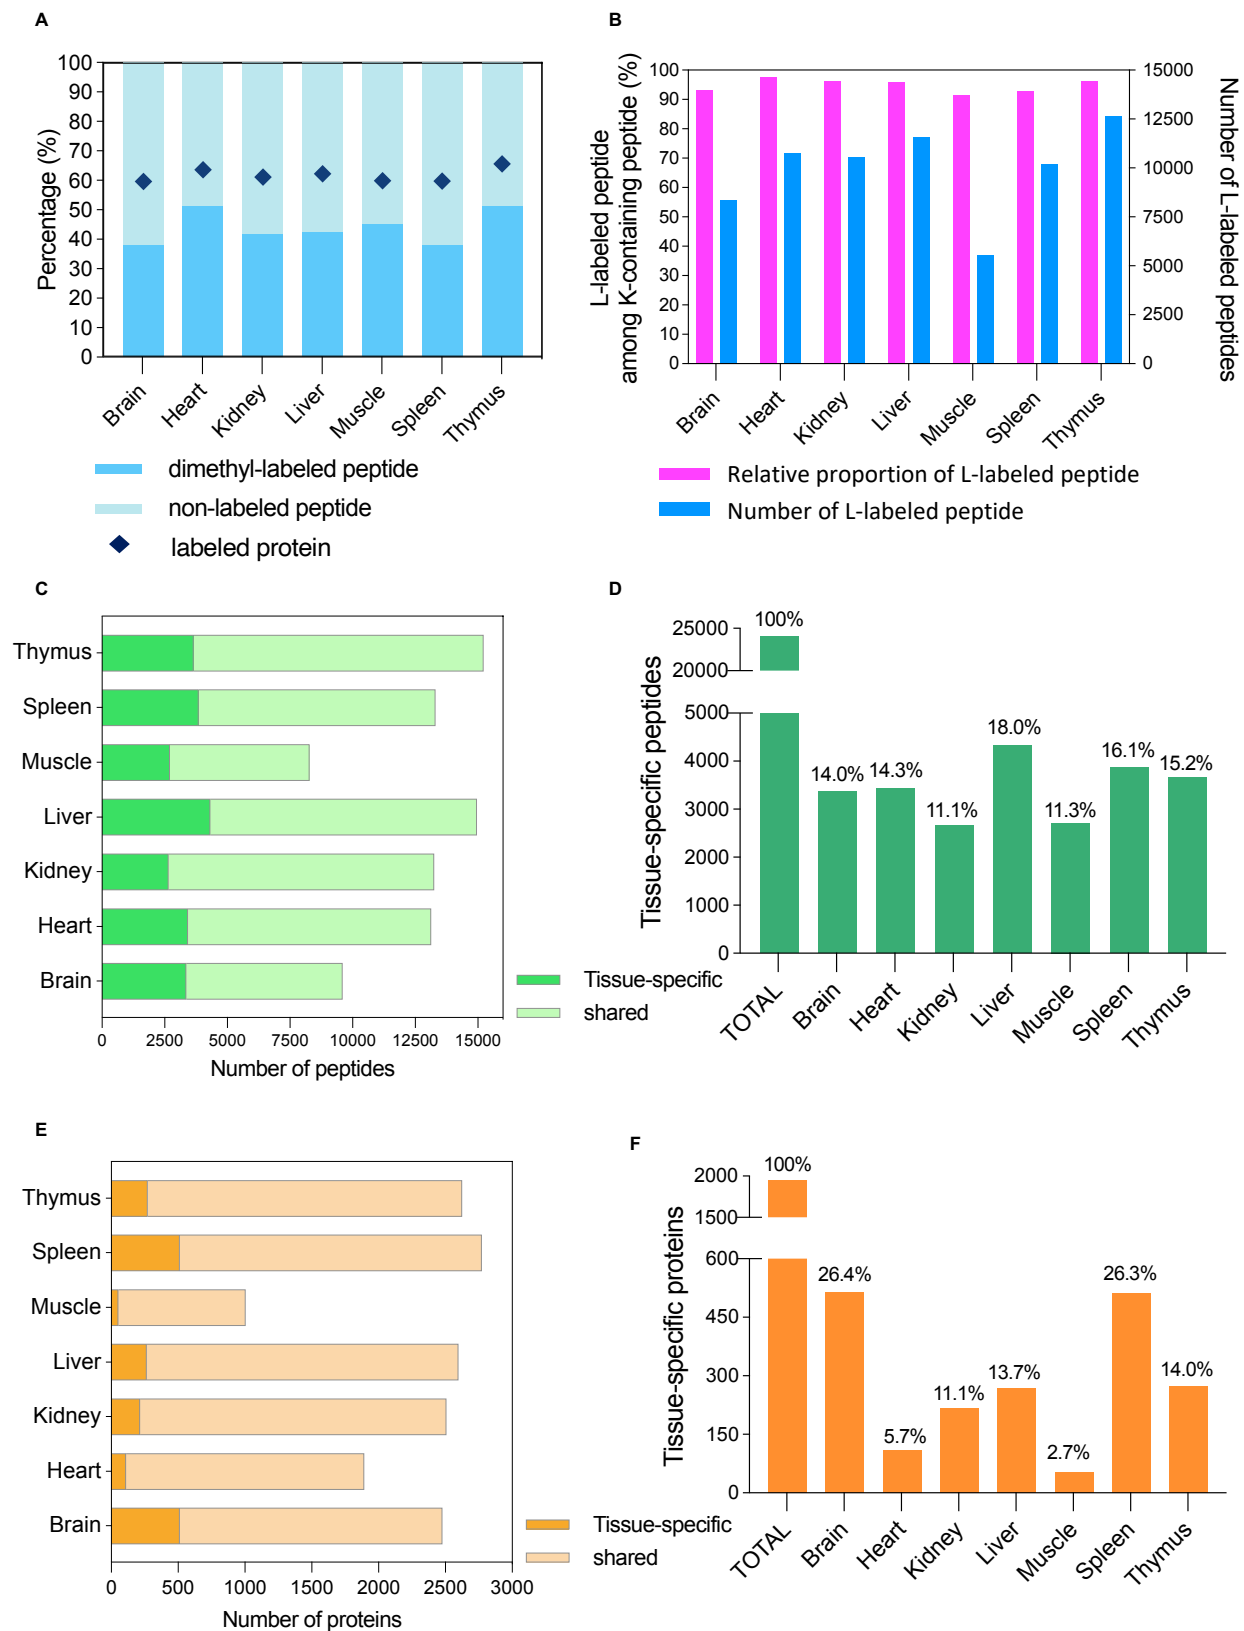 A
Percentage (%)
100
90
80
70
60
50
40
30
20
10
0
Brain
Heart
Kidney
Liver
Muscle
Spleen
Thymus
dimethyl-labeled peptide
non-labeled peptide
labeled protein
B
L-labeled peptide
among K-containing peptide (%)
100
90
80
70
60
50
40
30
20
10
0
15000
12500
10000
7500
5000
2500
0
Number of L-labeled
peptides
Brain
Heart
Kidney
Liver
Muscle
Spleen
Thymus
Relative proportion of L-labeled peptide
Number of L-labeled peptide
C
Thymus
Spleen
Muscle
Liver
Kidney
Heart
Brain
0 2500 5000 7500 10000 12500 15000
Number of peptides
Tissue-specific
shared
D
Tissue-specific peptides
25000
20000
5000
4000
3000
2000
1000
0
100%
14.0%
14.3%
11.1%
18.0%
11.3%
16.1%
15.2%
TOTAL
Brain
Heart
Kidney
Liver
Muscle
Spleen
Thymus
E
Thymus
Spleen
Muscle
Liver
Kidney
Heart
Brain
0 500 1000 1500 2000 2500 3000
Number of proteins
Tissue-specific
shared
F
Tissue-specific proteins
2000
1500
600
450
300
150
0
100%
26.4%
5.7%
11.1%
13.7%
2.7%
26.3%
14.0%
TOTAL
Brain
Heart
Kidney
Liver
Muscle
Spleen
Thymus